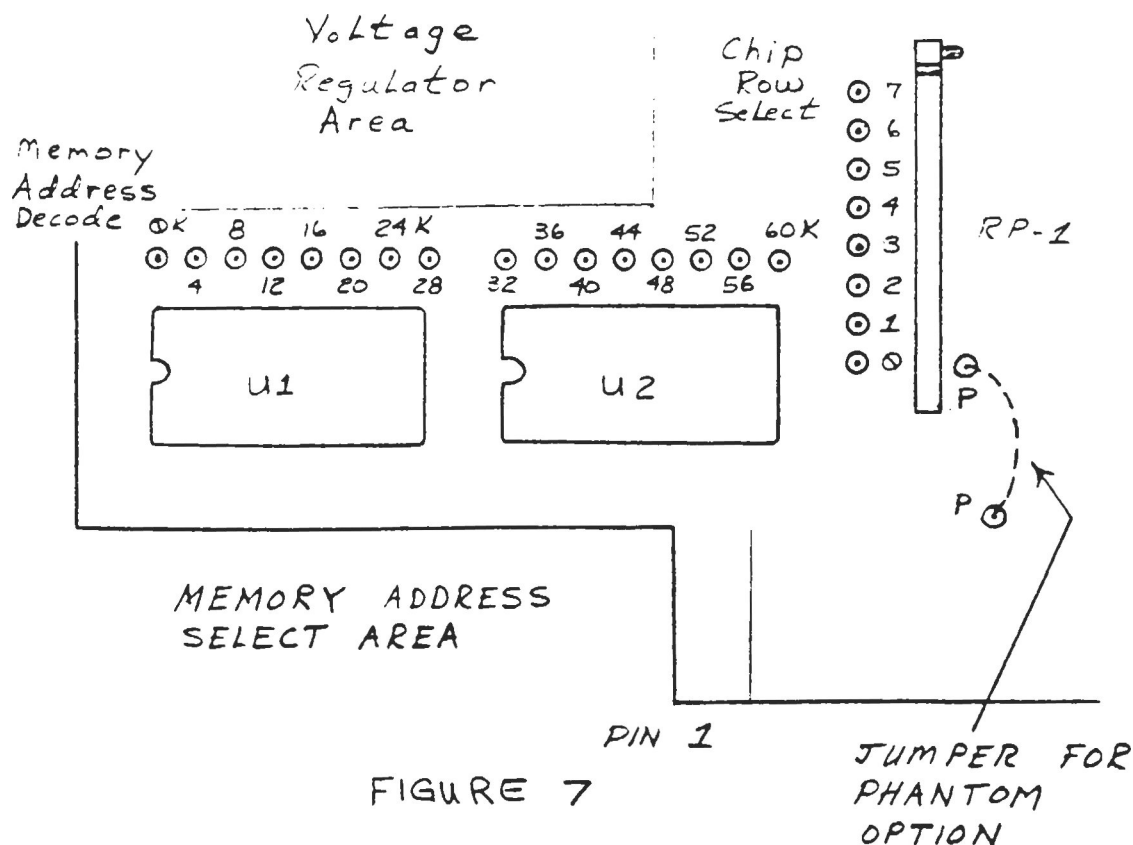 Voltage
Regulator
Area
Chip
Row
Select
Memory
Address
Decode
0K 8 16 24K
4 12 20 28
36 44 52 60K
32 40 48 56
7
6
5
4
3
2
1
0
RP-1
U1
U2
P
P
MEMORY ADDRESS
SELECT AREA
PIN 1
JUMPER FOR
PHANTOM
OPTION
FIGURE 7